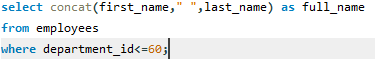 select concat(first_name," ",last_name) as full_name
from employees
where department_id<=60;